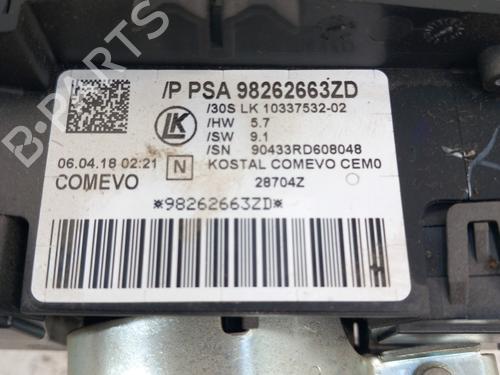 /P PSA 98262663ZD
/30S LK 10337532-02
/HW 5.7
/SW 9.1
/SN 90433RD608048
LK
06.04.18 02:21 N KOSTAL COMEVO CEM0
COMEVO 28704Z
*98262663ZD*